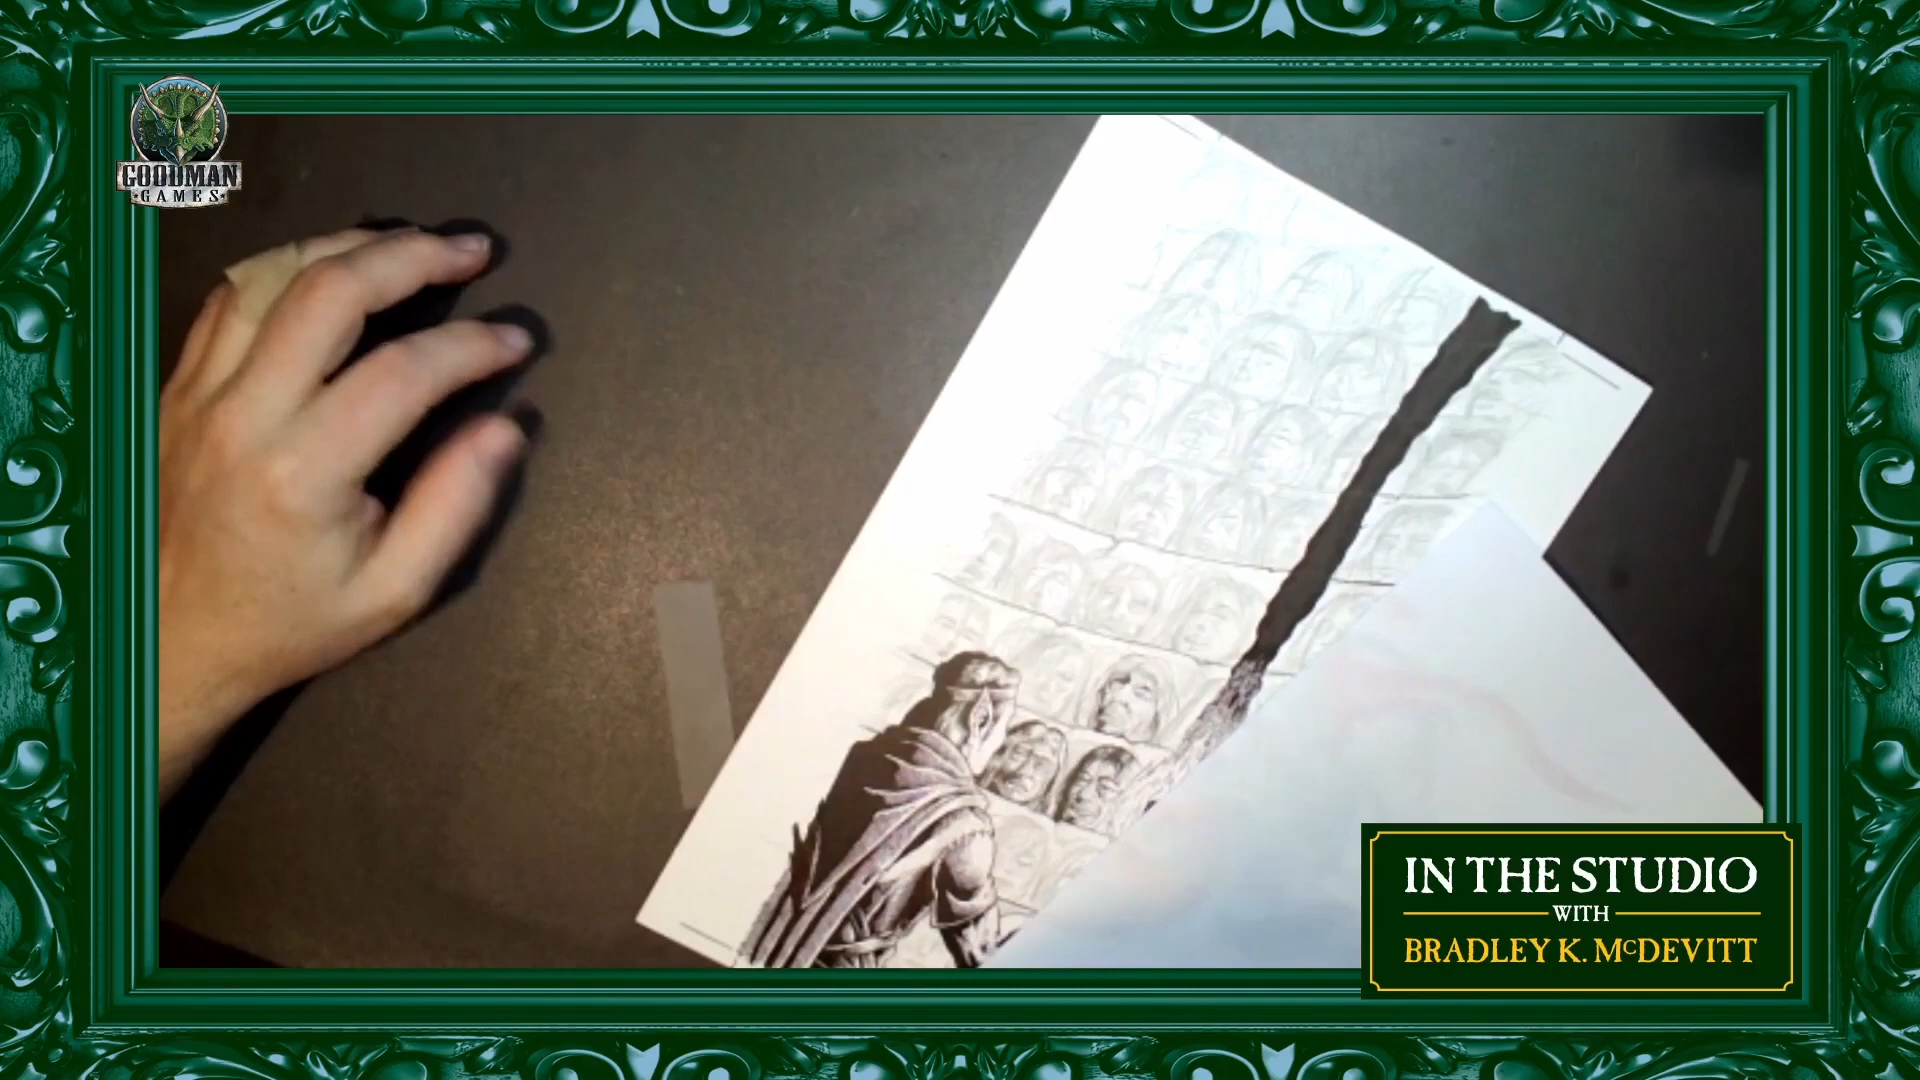 GOODMAN
GAMES
IN THE STUDIO
WITH
BRADLEY K. McDEVITT